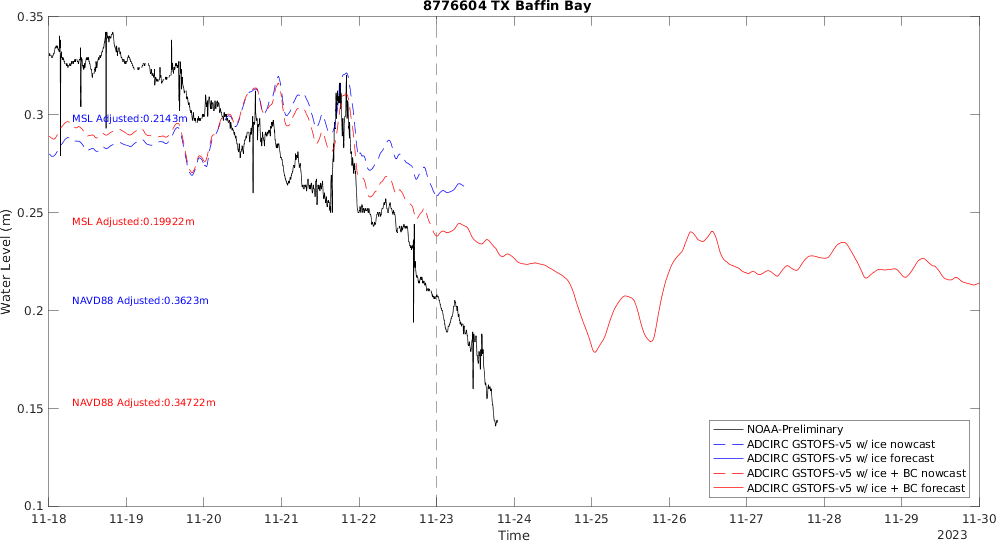 8776604 TX Baffin Bay
0.35
0.3
0.25
0.2
0.15
0.1
Water Level (m)
MSL Adjusted:0.2143m
MSL Adjusted:0.19922m
NAVD88 Adjusted:0.3623m
NAVD88 Adjusted:0.34722m
NOAA-Preliminary
ADCIRC GSTOFS-v5 w/ ice nowcast
ADCIRC GSTOFS-v5 w/ ice forecast
ADCIRC GSTOFS-v5 w/ ice + BC nowcast
ADCIRC GSTOFS-v5 w/ ice + BC forecast
11-18 11-19 11-20 11-21 11-22 11-23 11-24 11-25 11-26 11-27 11-28 11-29 11-30
Time
2023